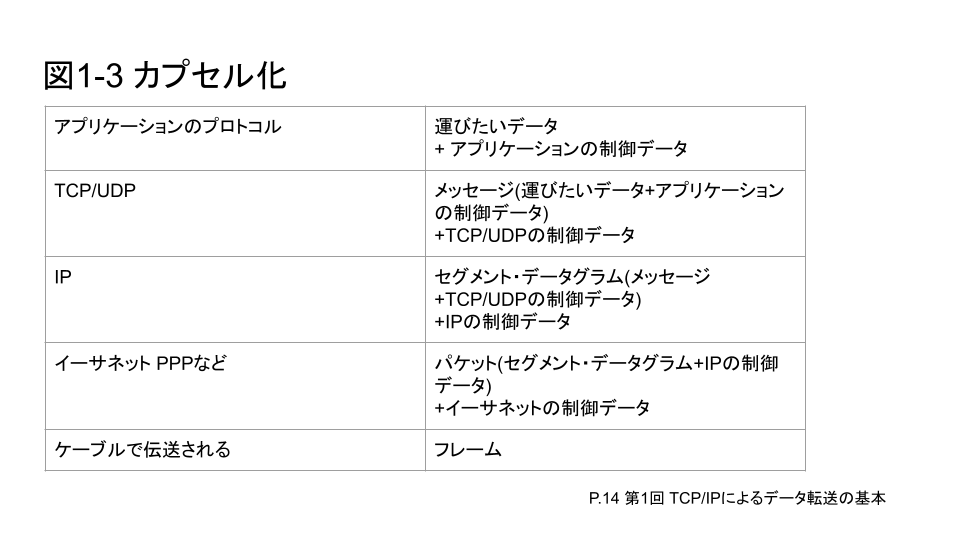 図1-3 カプセル化
アプリケーションのプロトコル
運びたいデータ
+ アプリケーションの制御データ
TCP/UDP
メッセージ(運びたいデータ+アプリケーション
の制御データ)
+TCP/UDPの制御データ
IP
セグメント・データグラム(メッセージ
+TCP/UDPの制御データ)
+IPの制御データ
イーサネット PPPなど
パケット(セグメント・データグラム+IPの制御
データ)
+イーサネットの制御データ
ケーブルで伝送される
フレーム
P.14 第1回 TCP/IPによるデータ転送の基本